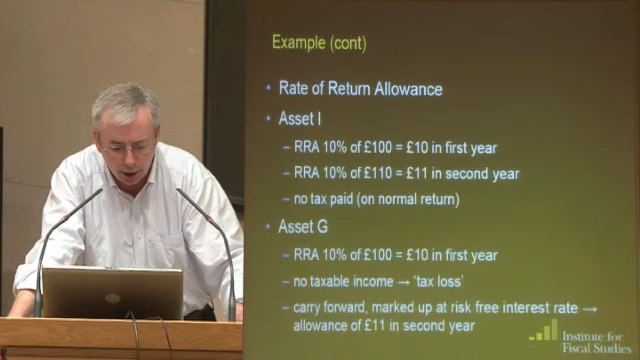 Example (cont)
• Rate of Return Allowance
• Asset I
– RRA 10% of £100 = £10 in first year
– RRA 10% of £110 = £11 in second year
– no tax paid (on normal return)
• Asset G
– RRA 10% of £100 = £10 in first year
– no taxable income → ‘tax loss’
– carry forward, marked up at risk free interest rate →
allowance of £11 in second year
Institute for
Fiscal Studies